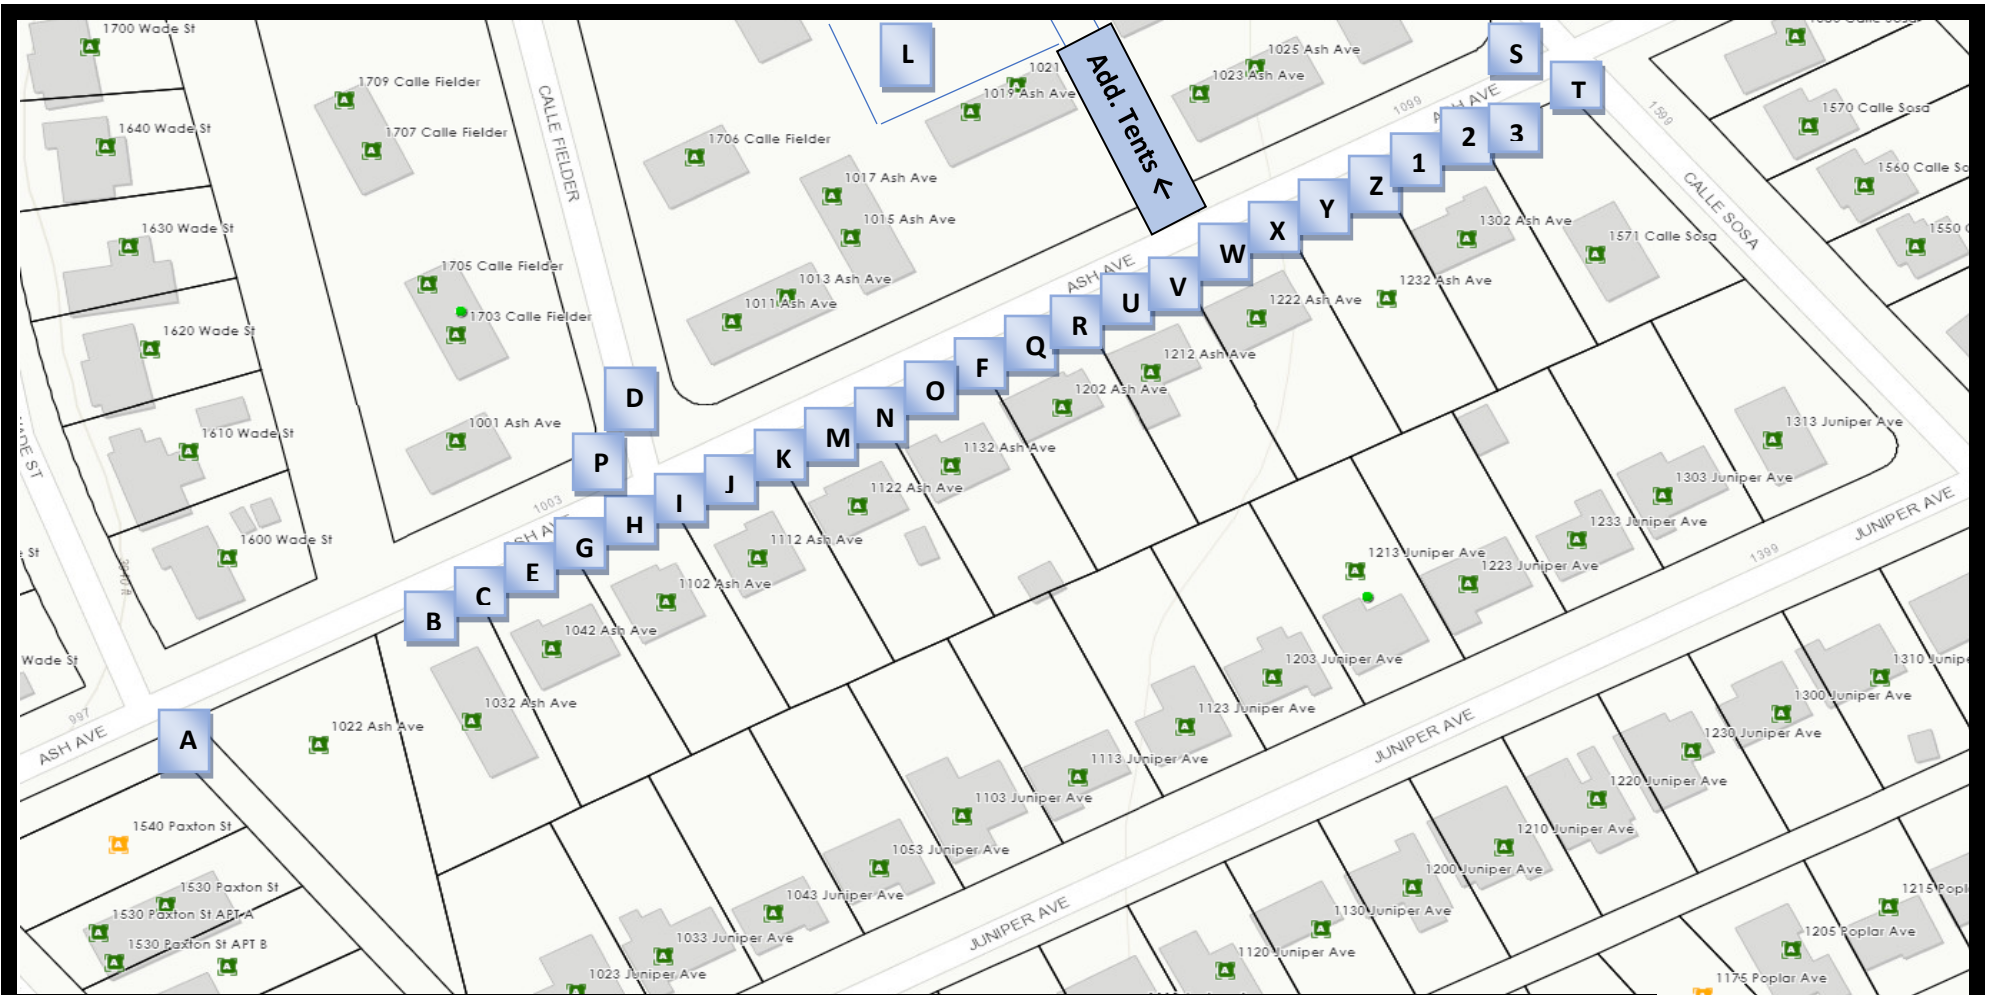 1700 Wade St
1709 Calle Fielder
CALLE FIELDER
L
1021
1019 Ash Ave
Add. Tents ←
1025 Ash Ave
1023 Ash Ave
S
T
1099
ASH AVE
1599
1570 Calle Sosa
1640 Wade St
1707 Calle Fielder
1706 Calle Fielder
1017 Ash Ave
1015 Ash Ave
1560 Calle
CALLE SOSA
1630 Wade St
1705 Calle Fielder
1703 Calle Fielder
1013 Ash Ave
1011 Ash Ave
ASH AVE
1302 Ash Ave
1571 Calle Sosa
1550
1232 Ash Ave
1222 Ash Ave
1620 Wade St
1212 Ash Ave
1202 Ash Ave
1610 Wade St
1001 Ash Ave
D
P
1132 Ash Ave
1122 Ash Ave
1112 Ash Ave
1102 Ash Ave
1042 Ash Ave
1032 Ash Ave
1022 Ash Ave
1003
ASH AVE
B C E G H I J K M N O F Q R U V W X Y Z 1 2 3
1600 Wade St
St
Wade St
997
ASH AVE
A
1313 Juniper Ave
1303 Juniper Ave
1233 Juniper Ave
1223 Juniper Ave
1213 Juniper Ave
1203 Juniper Ave
1123 Juniper Ave
1113 Juniper Ave
1103 Juniper Ave
1053 Juniper Ave
1043 Juniper Ave
1033 Juniper Ave
1023 Juniper Ave
1399
JUNIPER AVE
JUNIPER AVE
JUNIPER AVE
1310
1300 Juniper Ave
1230 Juniper Ave
1220 Juniper Ave
1210 Juniper Ave
1200 Juniper Ave
1130 Juniper Ave
1120 Juniper Ave
1540 Paxton St
1530 Paxton St
1530 Paxton St APT A
1530 Paxton St APT B
1215
1205 Poplar Ave
1175 Poplar Ave